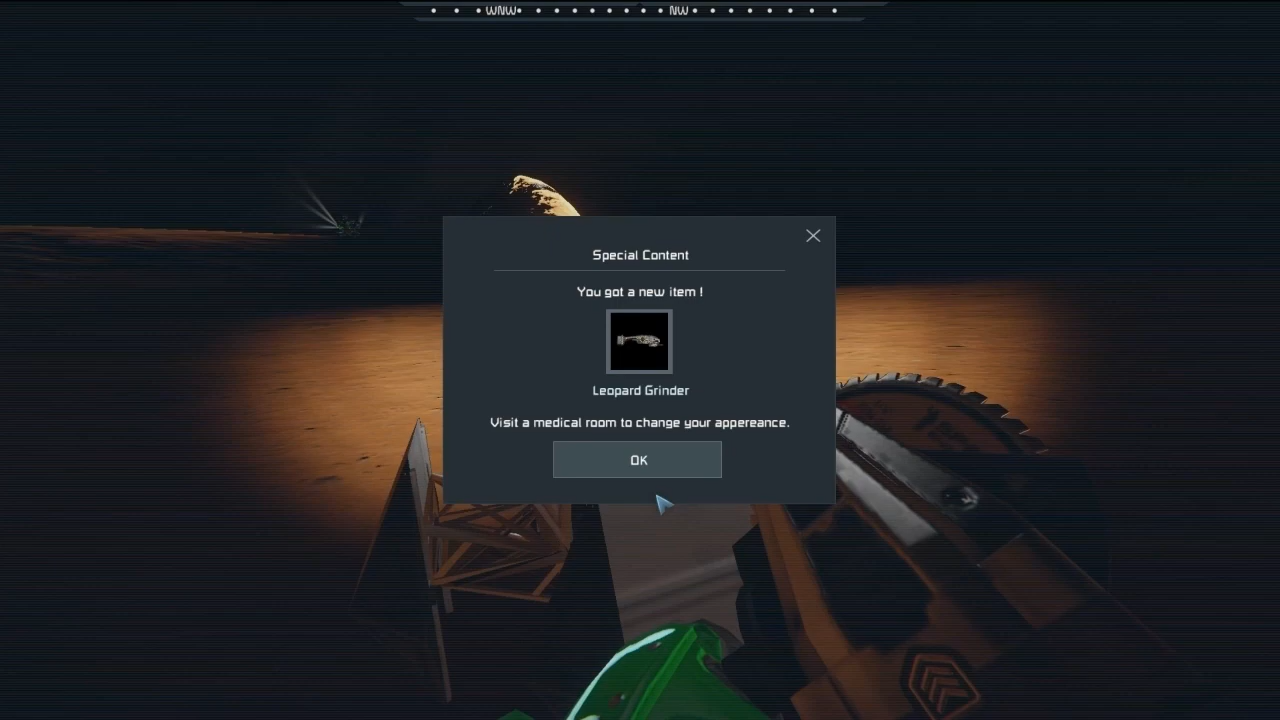 WNW NW
Special Content
You got a new item !
Leopard Grinder
Visit a medical room to change your appereance.
OK